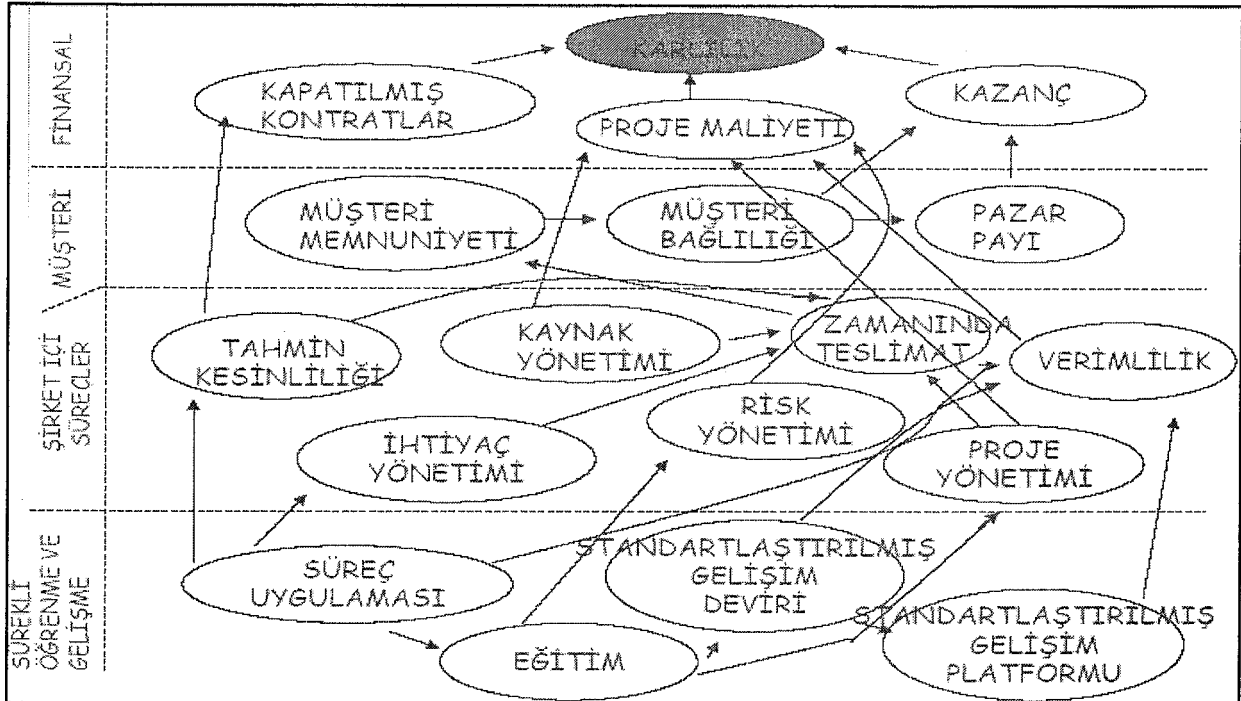 FİNANSAL
KARLILI
KAPATILMIŞ
KONTRATLAR
PROJE MALİYETİ
KAZANÇ
MÜŞTERİ
MÜŞTERİ
MEMNUNİYETİ
MÜŞTERİ
BAĞLILIĞI
PAZAR
PAYI
ŞİRKET İÇİ
SÜREÇLER
TAHMİN
KESİNLİLİĞİ
KAYNAK
YÖNETİMİ
ZAMANINDA
TESLİMAT
VERİMLİLİK
İHTİYAÇ
YÖNETİMİ
RİSK
YÖNETİMİ
PROJE
YÖNETİMİ
SÜREKLİ
ÖĞRENME VE
GELİŞME
SÜREÇ
UYGULAMASI
EĞİTİM
STANDARTLAŞTIRILMIŞ
GELİŞİM
DEVİRİ
STANDARTLAŞTIRILMIŞ
GELİŞİM
PLATFORMU